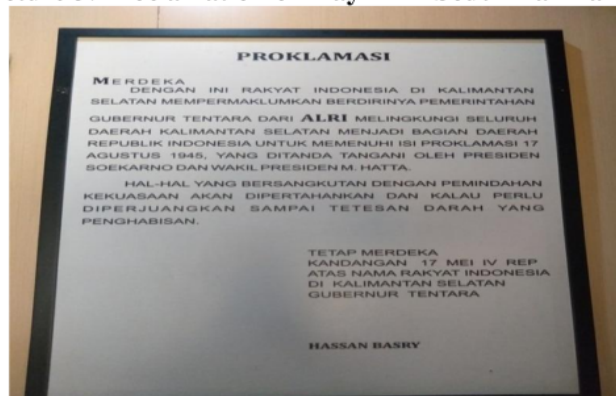 PROKLAMASI
MERDEKA
DENGAN INI RAKYAT INDONESIA DI KALIMANTAN
SELATAN MEMPERMAKLUMKAN BERDIRINYA PEMERINTAHAN
GUBERNUR TENTARA DARI ALRI MELINGKUNGI SELURUH
DAERAH KALIMANTAN SELATAN MENJADI BAGIAN DAERAH
REPUBLIK INDONESIA UNTUK MEMENUHI ISI PROKLAMASI 17
AGUSTUS 1945, YANG DITANDA TANGANI OLEH PRESIDEN
SOEKARNO DAN WAKIL PRESIDEN M. HATTA.
HAL-HAL YANG BERSANGKUTAN DENGAN PEMINDAHAN
KEKUASAAN AKAN DIPERTAHANKAN DAN KALAU PERLU
DIPERJUANGKAN SAMPAI TETESAN DARAH YANG
PENGHABISAN.
TETAP MERDEKA
KANDANGAN 17 MEI IV REP
ATAS NAMA RAKYAT INDONESIA
DI KALIMANTAN SELATAN
GUBERNUR TENTARA
HASSAN BASRY